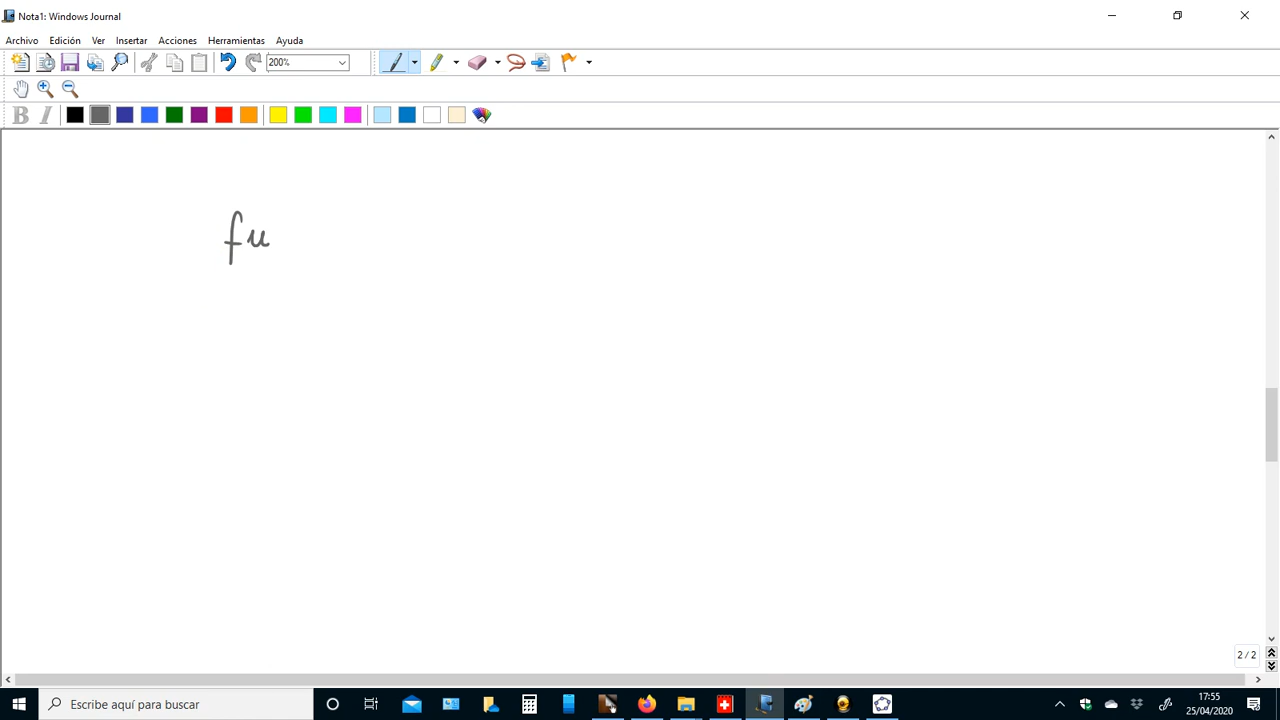 Nota1: Windows Journal
Archivo Edición Ver Insertar Acciones Herramientas Ayuda
200%
B I
fu
2 / 2
Escribe aquí para buscar
17:55
25/04/2020